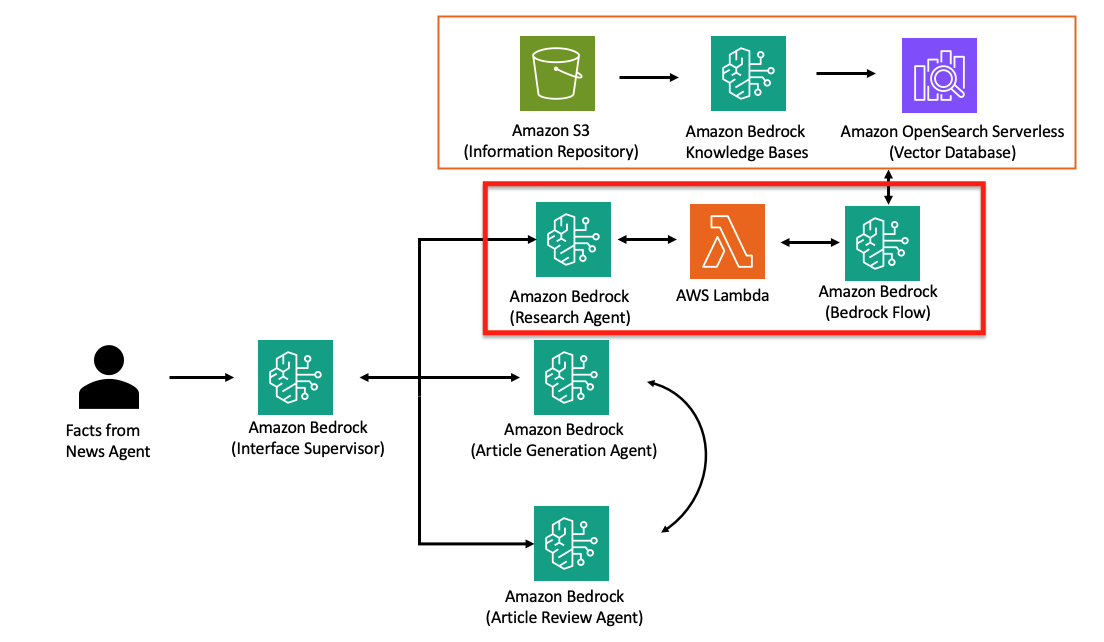 Amazon S3
(Information Repository)
Amazon Bedrock
Knowledge Bases
Amazon OpenSearch Serverless
(Vector Database)
Amazon Bedrock
(Research Agent)
AWS Lambda
Amazon Bedrock
(Bedrock Flow)
Facts from
News Agent
Amazon Bedrock
(Interface Supervisor)
Amazon Bedrock
(Article Generation Agent)
Amazon Bedrock
(Article Review Agent)